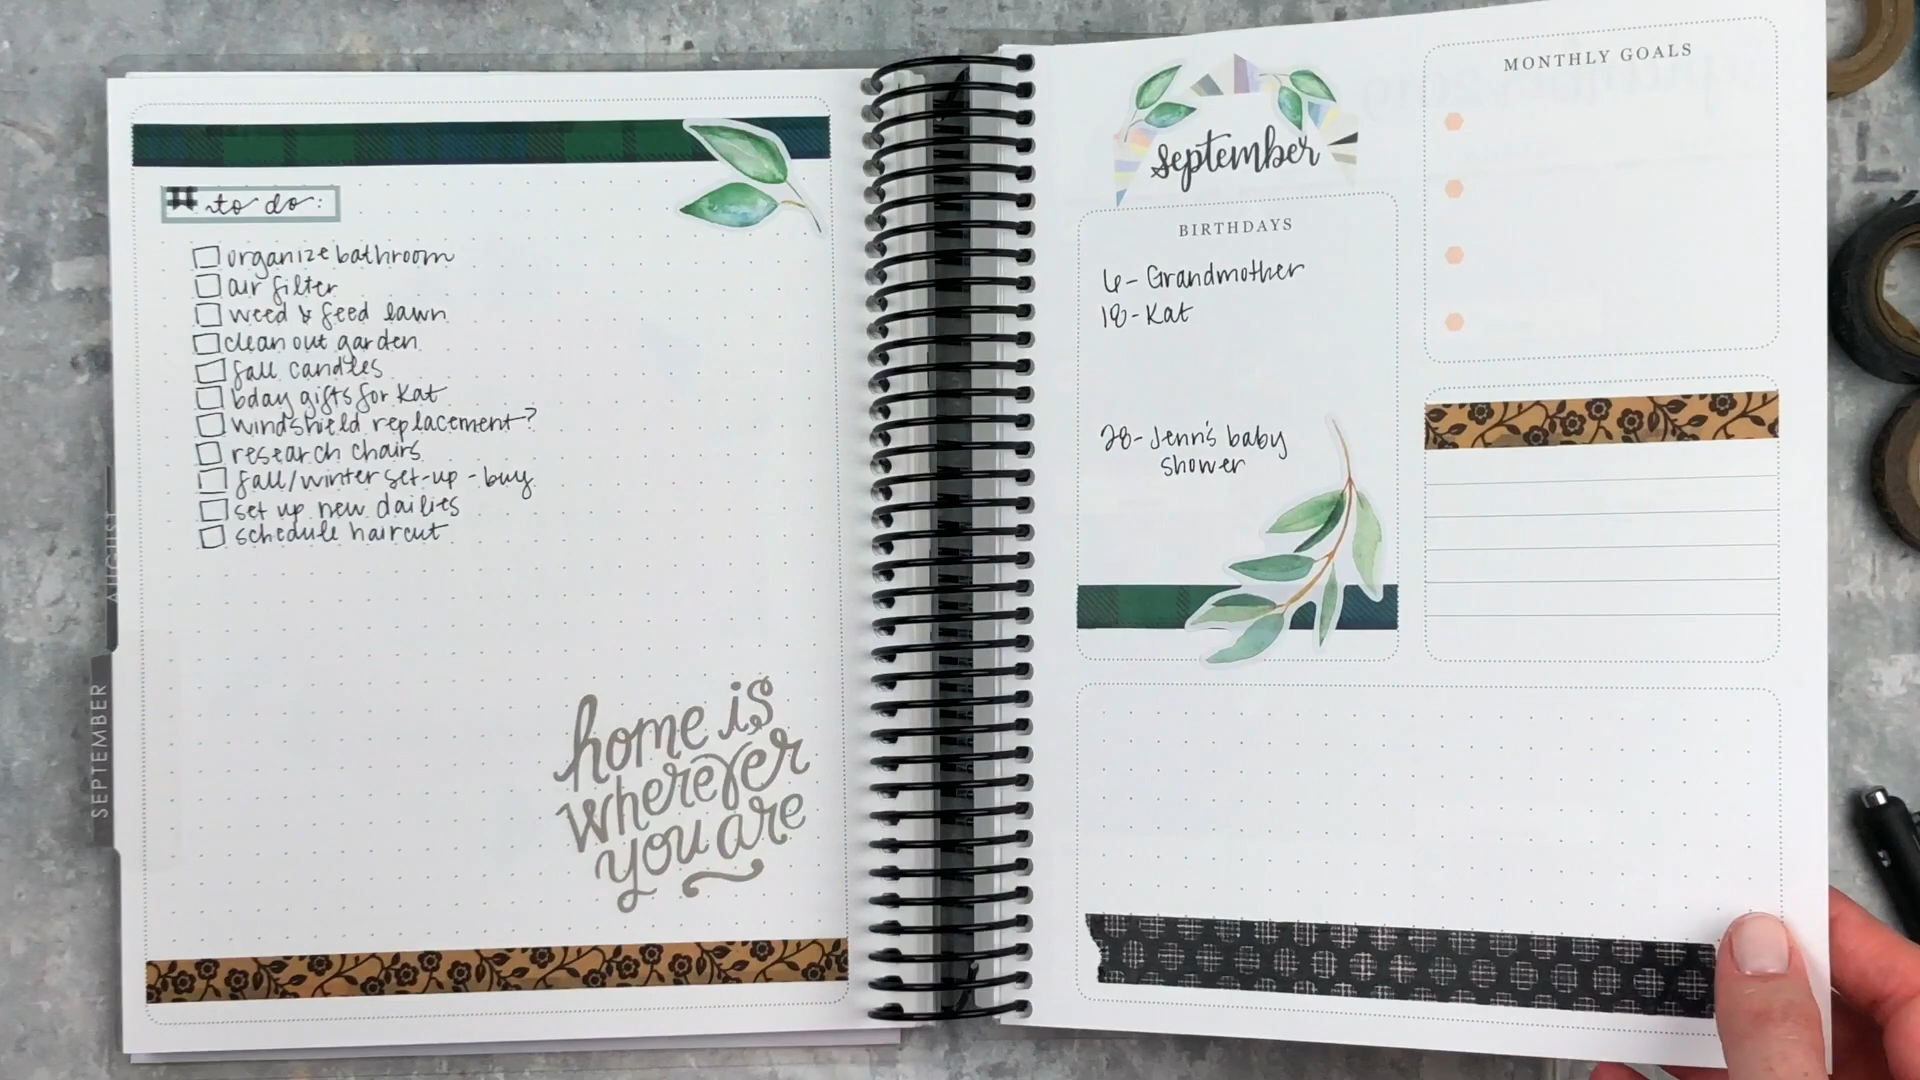 to do:
organize bathroom
air filter
weed & feed lawn
clean out garden
fall candles
bday gifts for Kat
windshield replacement?
research chairs
fall/winter set-up - buy
set up new dailies
schedule haircut
home is
wherever
you are
AUGUST
SEPTEMBER
september
BIRTHDAYS
6- Grandmother
18- Kat
28- Jenn's baby
shower
MONTHLY GOALS